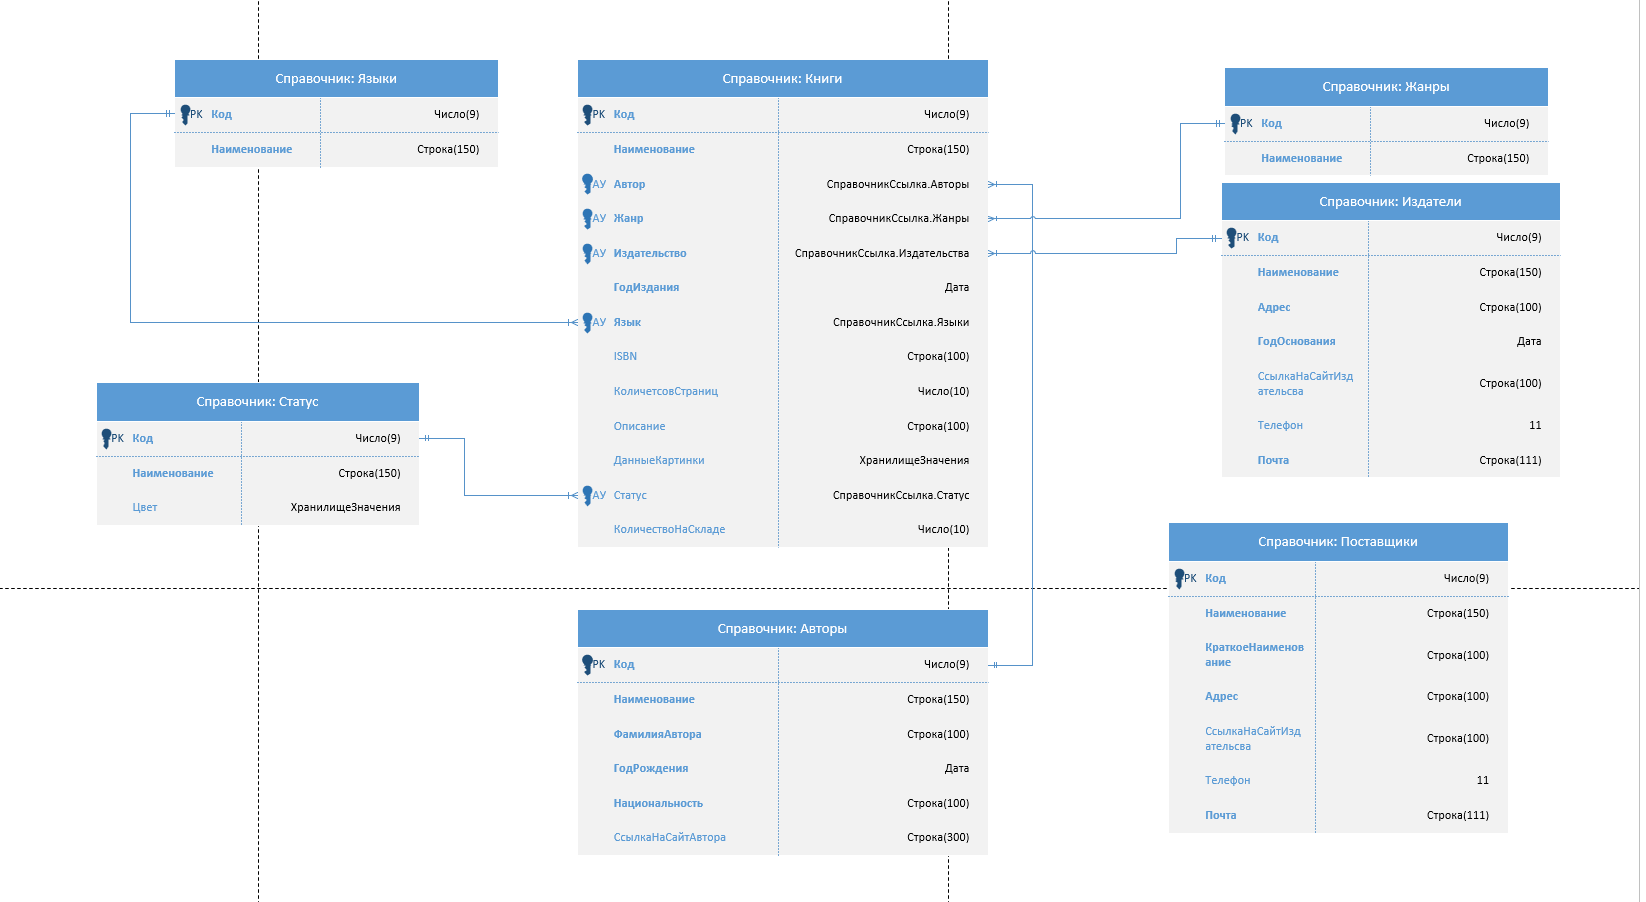 Справочник: Языки
PK Код Число(9)
Наименование Строка(150)
Справочник: Книги
PK Код Число(9)
Наименование Строка(150)
АУ Автор СправочникСсылка.Авторы
АУ Жанр СправочникСсылка.Жанры
АУ Издательство СправочникСсылка.Издательства
ГодИздания Дата
АУ Язык СправочникСсылка.Языки
ISBN Строка(100)
КоличетсовСтраниц Число(10)
Описание Строка(100)
ДанныеКартинки ХранилищеЗначения
АУ Статус СправочникСсылка.Статус
КоличествоНаСкладе Число(10)
Справочник: Жанры
PK Код Число(9)
Наименование Строка(150)
Справочник: Издатели
PK Код Число(9)
Наименование Строка(150)
Адрес Строка(100)
ГодОснования Дата
СсылкаНаСайтИзд
ательсва Строка(100)
Телефон 11
Почта Строка(111)
Справочник: Статус
PK Код Число(9)
Наименование Строка(150)
Цвет ХранилищеЗначения
Справочник: Поставщики
PK Код Число(9)
Наименование Строка(150)
КраткоеНаименов
ание Строка(100)
Адрес Строка(100)
СсылкаНаСайтИзд
ательсва Строка(100)
Телефон 11
Почта Строка(111)
Справочник: Авторы
PK Код Число(9)
Наименование Строка(150)
ФамилияАвтора Строка(100)
ГодРождения Дата
Национальность Строка(100)
СсылкаНаСайтАвтора Строка(300)